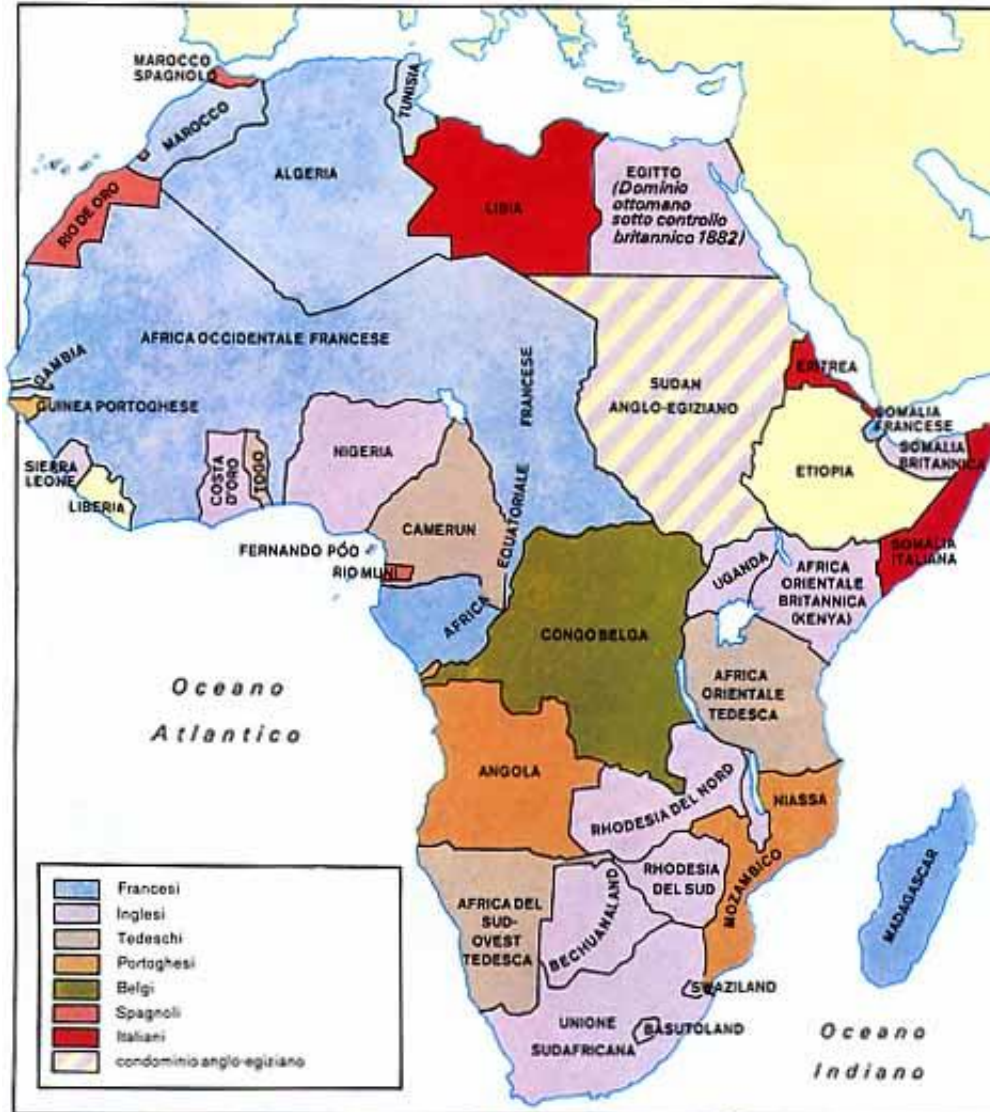 MAROCCO
SPAGNOLO
MAROCCO
TUNISIA
ALGERIA
LIBIA
EGITTO
(Dominio
ottomano
sotto controllo
britannico 1882)
RIO DE ORO
AFRICA OCCIDENTALE FRANCESE
GAMBIA
GUINEA PORTOGHESE
SIERRA
LEONE
LIBERIA
COSTA
D'ORO
TOGO
NIGERIA
CAMERUN
FERNANDO PÓO
RIO MUNI
AFRICA
EQUATORIALE
FRANCESE
SUDAN
ANGLO-EGIZIANO
ERITREA
SOMALIA
FRANCESE
SOMALIA
BRITANNICA
ETIOPIA
SOMALIA
ITALIANA
UGANDA
AFRICA
ORIENTALE
BRITANNICA
(KENYA)
CONGO BELGA
AFRICA
ORIENTALE
TEDESCA
Oceano
Atlantico
ANGOLA
RHODESIA DEL NORD
NIASSA
MOZAMBICO
RHODESIA
DEL SUD
MADAGASCAR
AFRICA DEL
SUD-
OVEST
TEDESCA
BECHUANALAND
SWAZILAND
BASUTOLAND
UNIONE
SUDAFRICANA
Oceano
Indiano
Francesi
Inglesi
Tedeschi
Portoghesi
Belgi
Spagnoli
Italiani
condominio anglo-egiziano